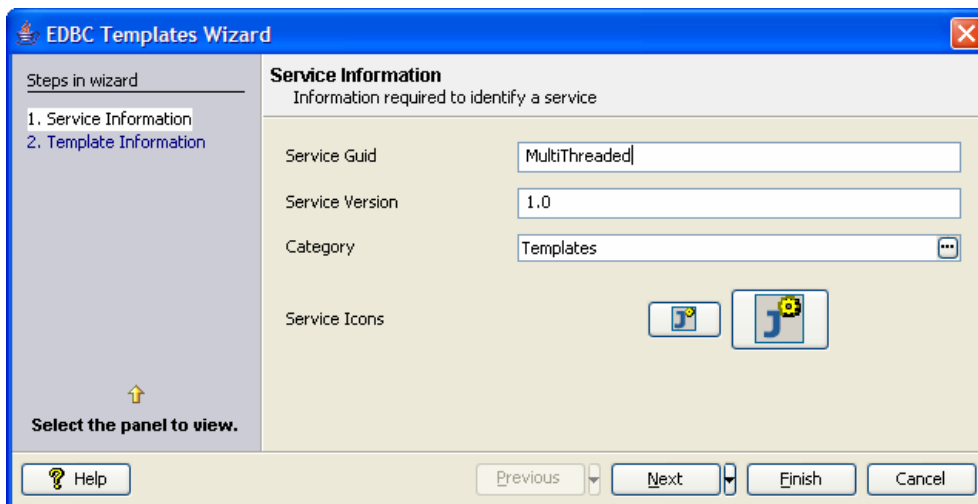 EDBC Templates Wizard
Steps in wizard
1. Service Information
2. Template Information
Select the panel to view.
Service Information
Information required to identify a service
Service Guid
MultiThreaded
Service Version
1.0
Category
Templates
...
Service Icons
J
J
? Help
Previous
Next
Finish
Cancel